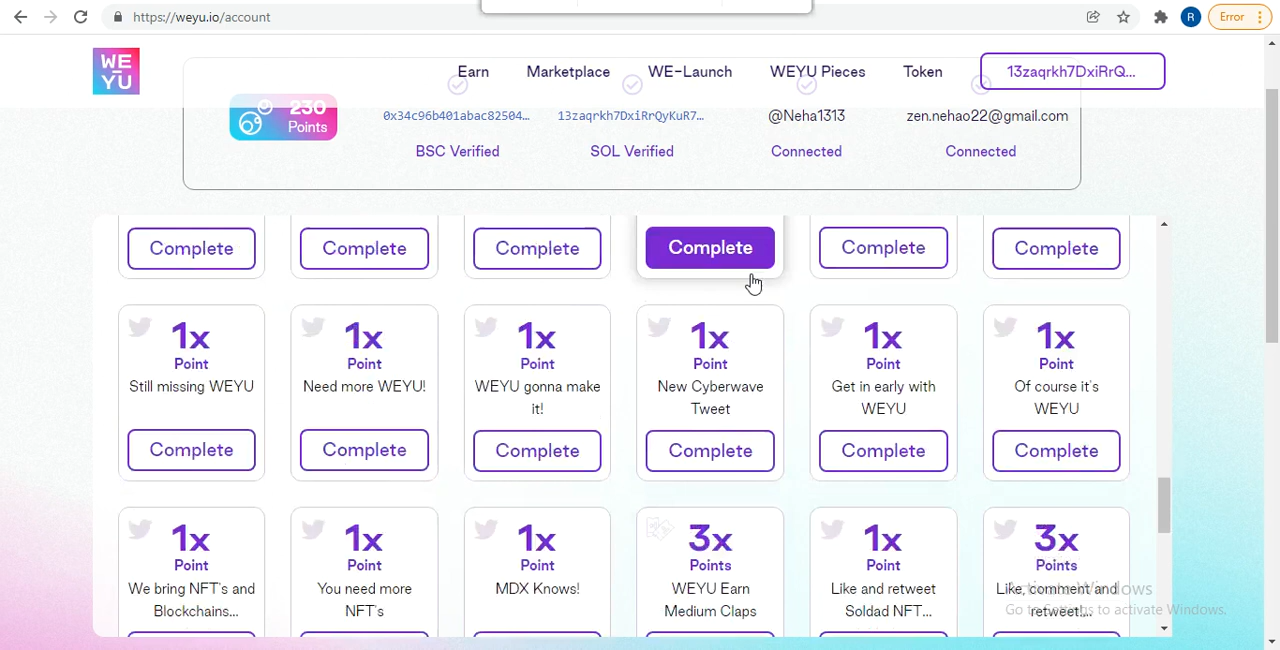 https://weyu.io/account
R
Error
WE
YU
Earn
Marketplace
WE-Launch
WEYU Pieces
Token
13zaqrkh7DxiRrQ...
230
Points
0x34c96b401abac82504...
13zaqrkh7DxiRrQyKuR7...
@Neha1313
zen.nehao22@gmail.com
BSC Verified
SOL Verified
Connected
Connected
Complete
Complete
Complete
Complete
Complete
Complete
1x
Point
Still missing WEYU
Complete
1x
Point
Need more WEYU!
Complete
1x
Point
WEYU gonna make
it!
Complete
1x
Point
New Cyberwave
Tweet
Complete
1x
Point
Get in early with
WEYU
Complete
1x
Point
Of course it's
WEYU
Complete
1x
Point
We bring NFT's and
Blockchains...
1x
Point
You need more
NFT's
1x
Point
MDX Knows!
3x
Points
WEYU Earn
Medium Claps
1x
Point
Like and retweet
Soldad NFT...
3x
Points
Like, comment and
retweet!...
Activate Windows
Go to Settings to activate Windows.